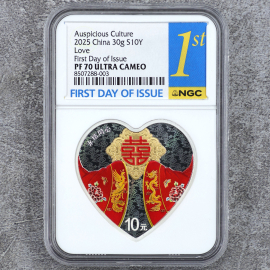 Auspicious Culture
2025 China 30g S10Y
Love
First Day of Issue
PF 70 ULTRA CAMEO
8507288-003
1st
NGC
FIRST DAY OF ISSUE
囍
10元